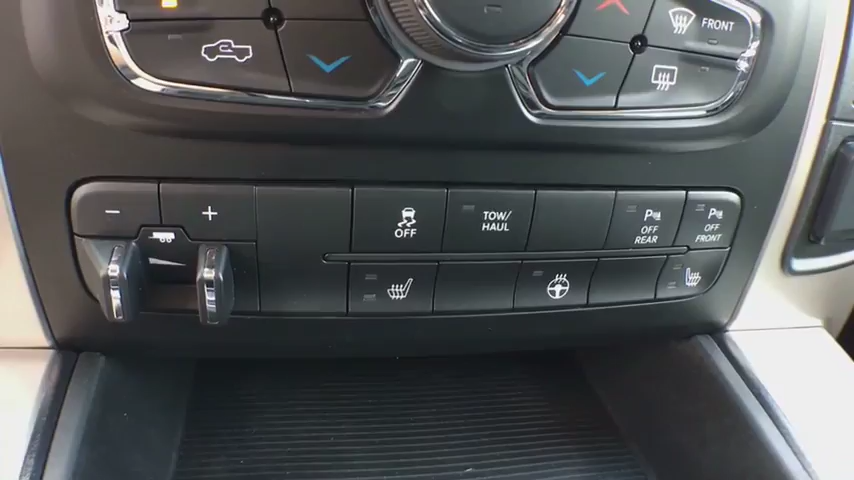 FRONT
− +
OFF
TOW/
HAUL
P
OFF
REAR
P
OFF
FRONT